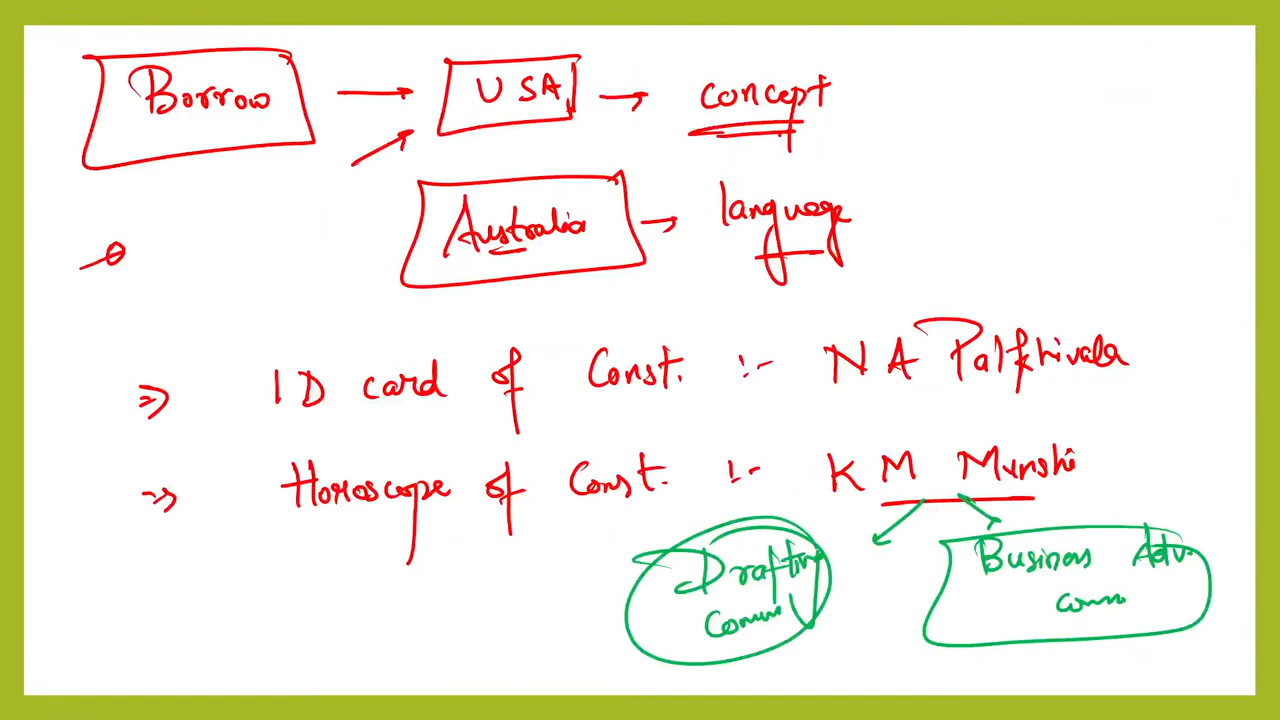 Borrow → USA → concept
Australia → language
⇒ ID card of Const. :- N A Palkhivala
⇒ Horoscope of Const. :- K M Munshi
Drafting Business Adv.
Comm Comm